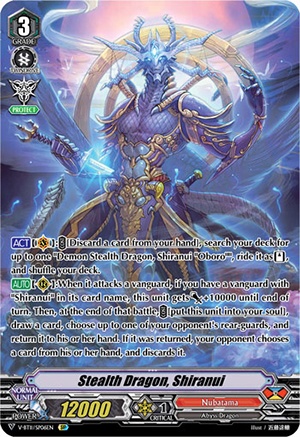 3
GRADE
PROTECT
ACT [ ]:[Discard a card from your hand], search your deck for
up to one "Demon Stealth Dragon, Shiranui "Oboro"", ride it as [ ],
and shuffle your deck.
AUTO [ ]:When it attacks a vanguard, if you have a vanguard with
"Shiranui" in its card name, this unit gets +10000 until end of
turn. Then, at the end of that battle, [put this unit into your soul],
draw a card, choose up to one of your opponent's rear-guards, and
return it to his or her hand. If it was returned, your opponent chooses
a card from his or her hand, and discards it.
Stealth Dragon, Shiranui
NORMAL
UNIT
POWER
12000
1
CRITICAL
Nubatama
Abyss Dragon
V-BT11/SP06EN SP